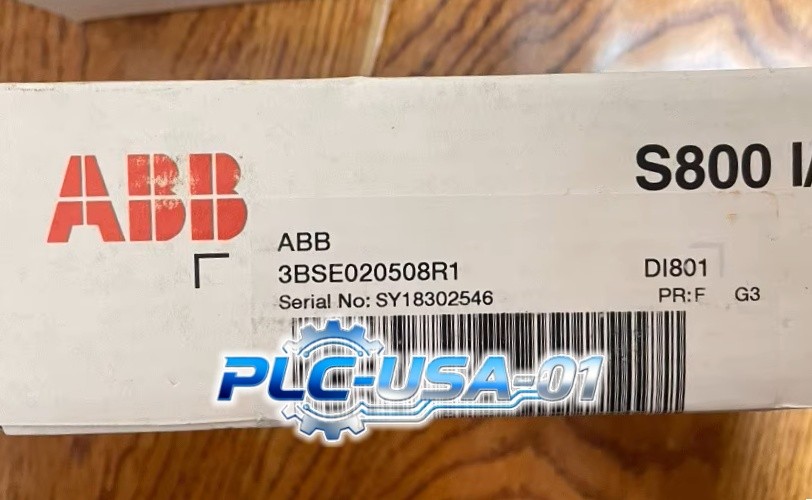 ABB
S800 I/
ABB
3BSE020508R1
DI801
Serial No: SY18302546
PR:F G3
PLC-USA-01